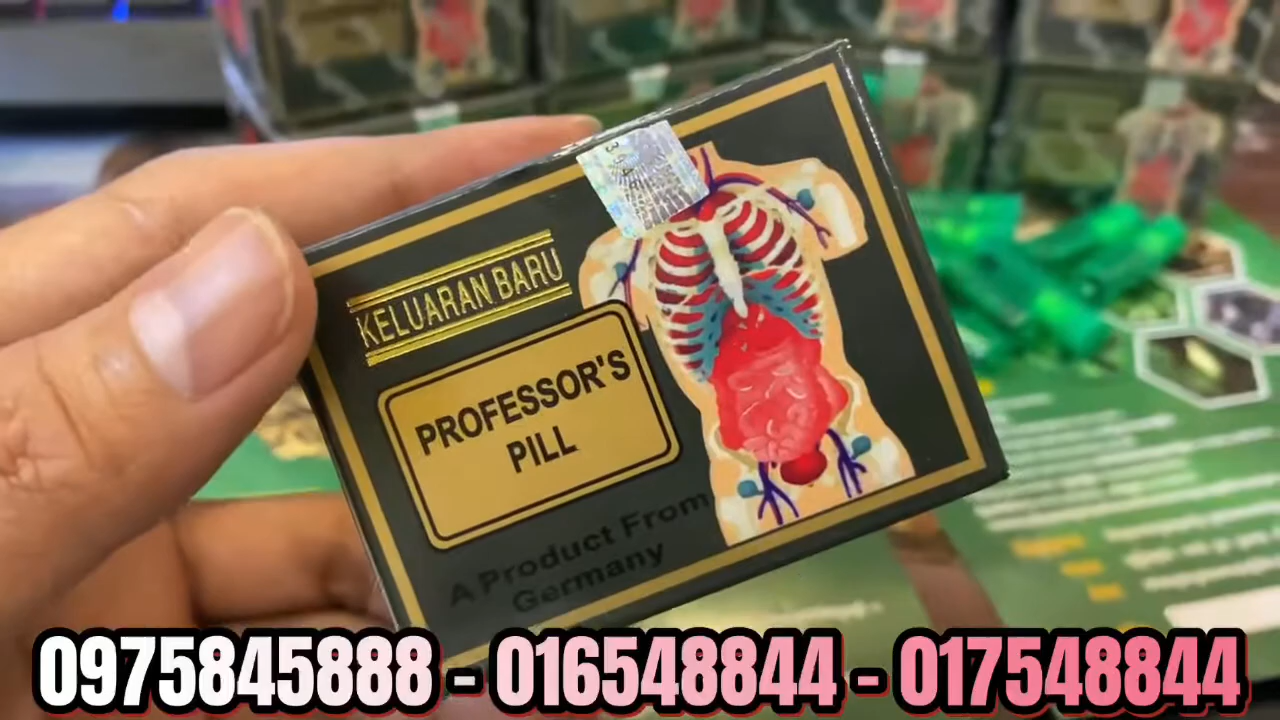 KELUARAN BARU
PROFESSOR'S
PILL
A Product From
Germany
0975845888 - 016548844 - 017548844